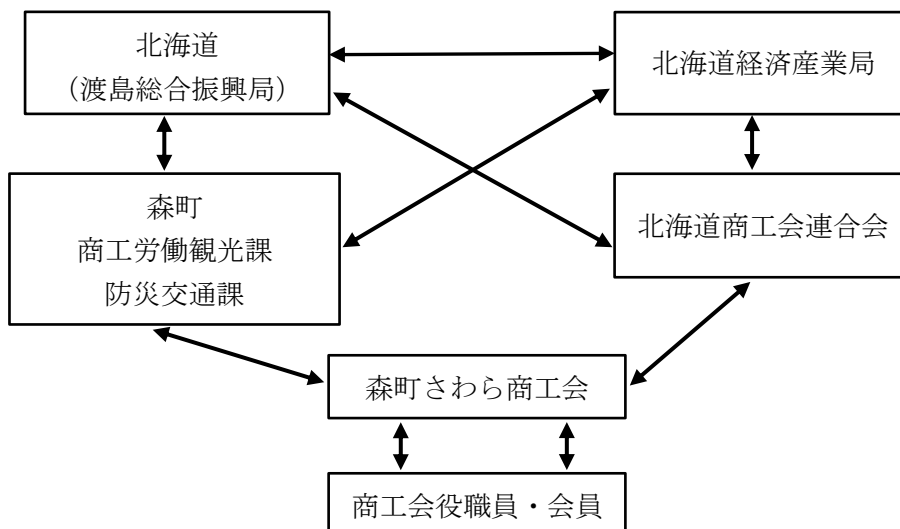 北海道
（渡島総合振興局）
北海道経済産業局
森町
商工労働観光課
防災交通課
北海道商工会連合会
森町さわら商工会
商工会役職員・会員